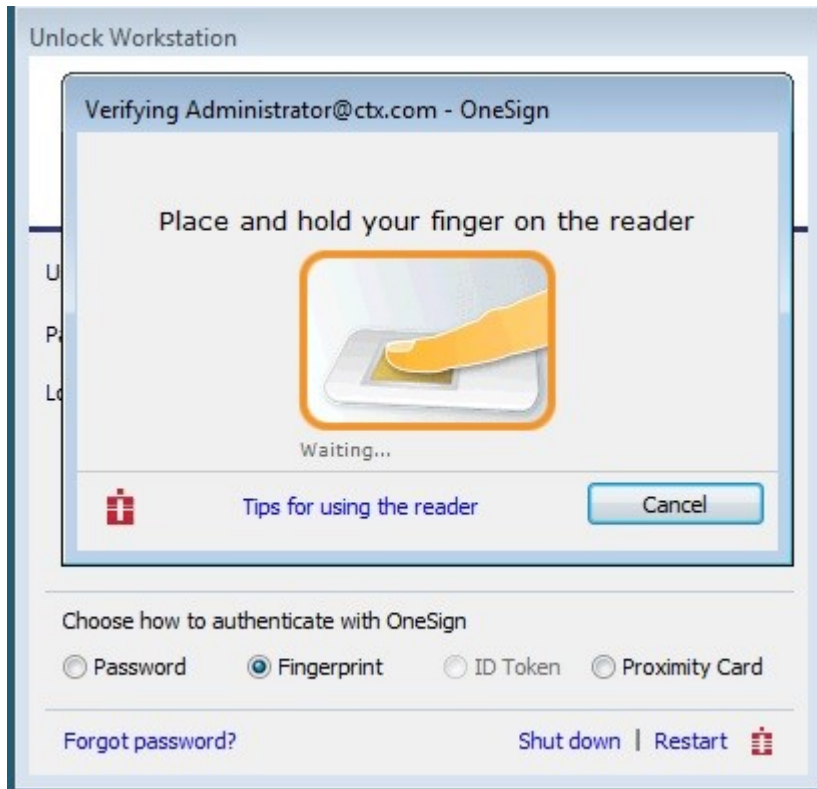 Unlock Workstation
Verifying Administrator@ctx.com - OneSign
Place and hold your finger on the reader
Waiting...
Tips for using the reader
Cancel
Choose how to authenticate with OneSign
Password Fingerprint ID Token Proximity Card
Forgot password? Shut down | Restart